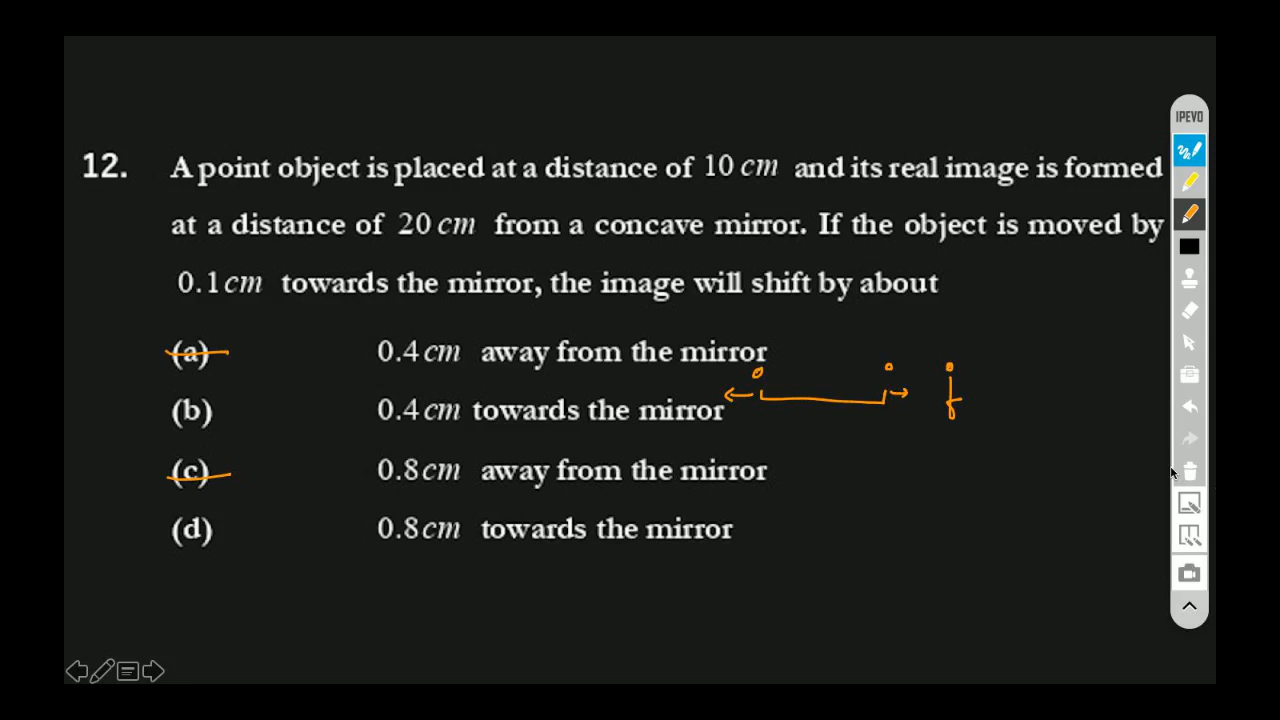 IPEVO
12. A point object is placed at a distance of 10 cm and its real image is formed
at a distance of 20 cm from a concave mirror. If the object is moved by
0.1 cm towards the mirror, the image will shift by about
(a) 0.4 cm away from the mirror
(b) 0.4 cm towards the mirror
(c) 0.8 cm away from the mirror
(d) 0.8 cm towards the mirror